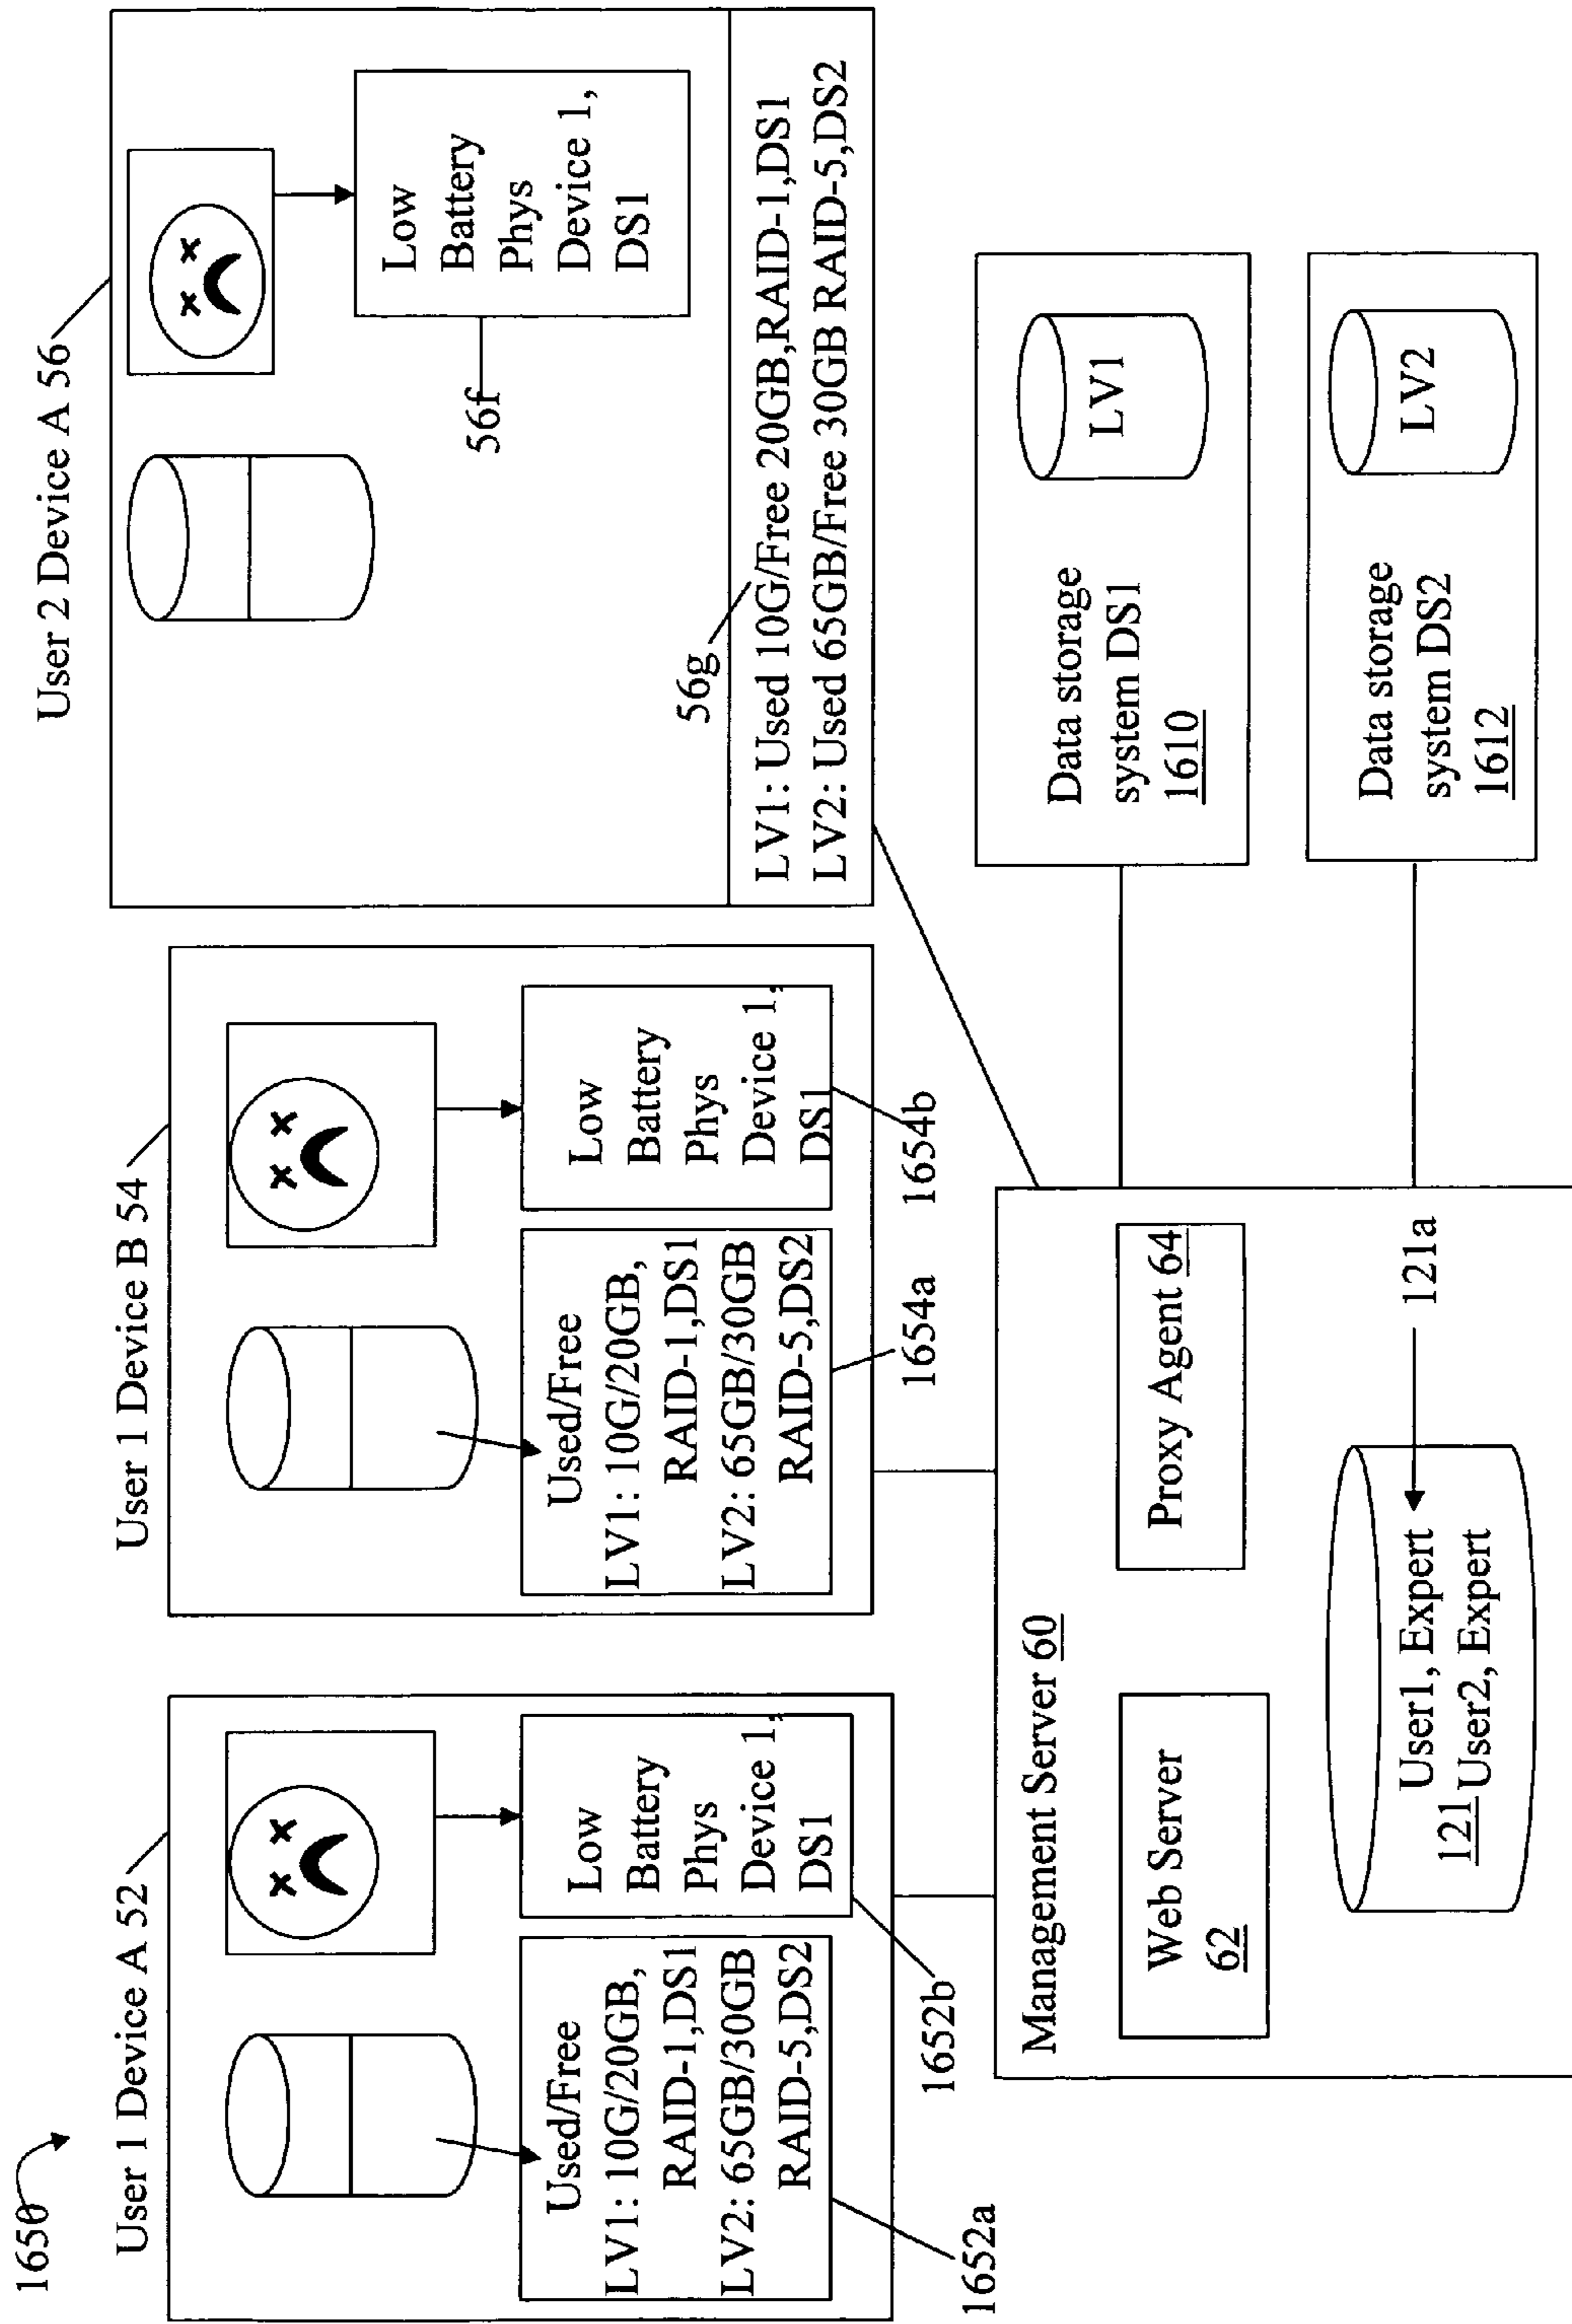 1650
User 1 Device A 52
Used/Free
LV1: 10G/20GB,
RAID-1,DS1
LV2: 65GB/30GB
RAID-5,DS2
1652a
Low
Battery
Phys
Device 1,
DS1
1652b
User 1 Device B 54
Used/Free
LV1: 10G/20GB,
RAID-1,DS1
LV2: 65GB/30GB
RAID-5,DS2
1654a
Low
Battery
Phys
Device 1,
DS1
1654b
User 2 Device A 56
Low
Battery
Phys
Device 1,
DS1
56f
56g
LV1: Used 10G/Free 20GB,RAID-1,DS1
LV2: Used 65GB/Free 30GB RAID-5,DS2
Management Server 60
Web Server
62
Proxy Agent 64
User1, Expert
121 User2, Expert
121a
Data storage
system DS1
1610
LV1
Data storage
system DS2
1612
LV2